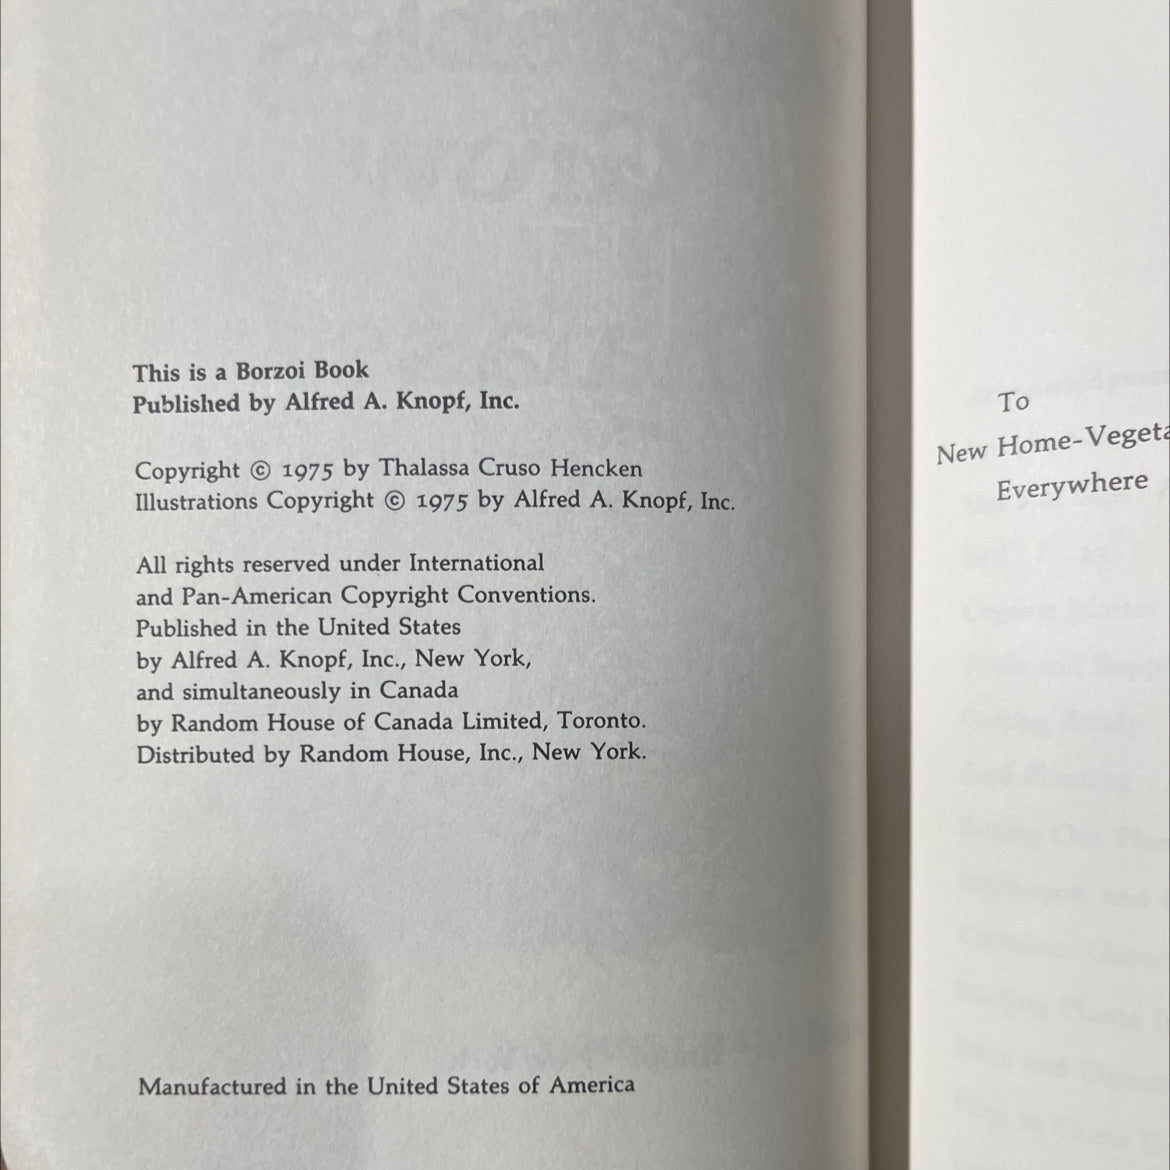 This is a Borzoi Book
Published by Alfred A. Knopf, Inc.
Copyright © 1975 by Thalassa Cruso Hencken
Illustrations Copyright © 1975 by Alfred A. Knopf, Inc.
All rights reserved under International
and Pan-American Copyright Conventions.
Published in the United States
by Alfred A. Knopf, Inc., New York,
and simultaneously in Canada
by Random House of Canada Limited, Toronto.
Distributed by Random House, Inc., New York.
Manufactured in the United States of America
To
New Home-Vegeta
Everywhere